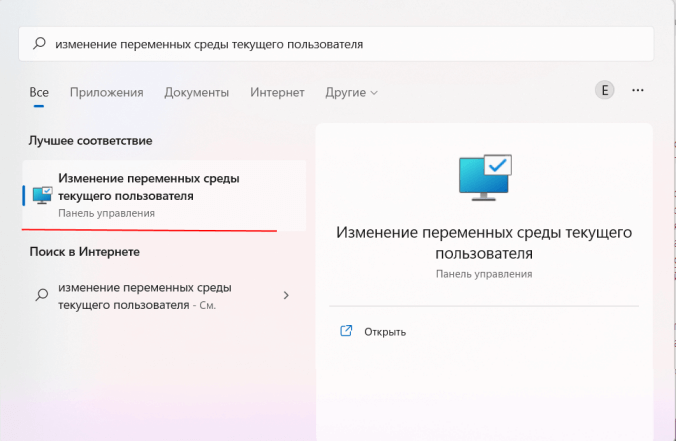 изменение переменных среды текущего пользователя
Все Приложения Документы Интернет Другие E ...
Лучшее соответствие
Изменение переменных среды
текущего пользователя
Панель управления
Поиск в Интернете
изменение переменных среды
текущего пользователя - См.
Изменение переменных среды текущего
пользователя
Панель управления
Открыть